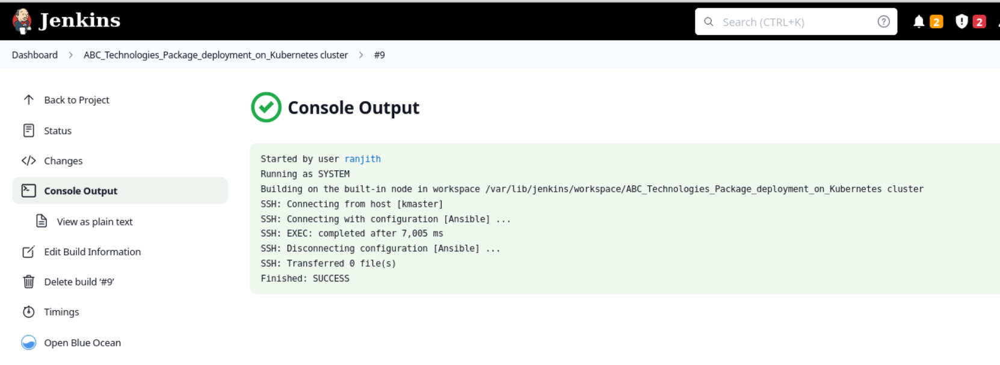 Jenkins
Search (CTRL+K)
2
2
Dashboard > ABC_Technologies_Package_deployment_on_Kubernetes cluster > #9
Back to Project
Status
Changes
Console Output
View as plain text
Edit Build Information
Delete build ‘#9’
Timings
Open Blue Ocean
Console Output
Started by user ranjith
Running as SYSTEM
Building on the built-in node in workspace /var/lib/jenkins/workspace/ABC_Technologies_Package_deployment_on_Kubernetes cluster
SSH: Connecting from host [kmaster]
SSH: Connecting with configuration [Ansible] ...
SSH: EXEC: completed after 7,005 ms
SSH: Disconnecting configuration [Ansible] ...
SSH: Transferred 0 file(s)
Finished: SUCCESS